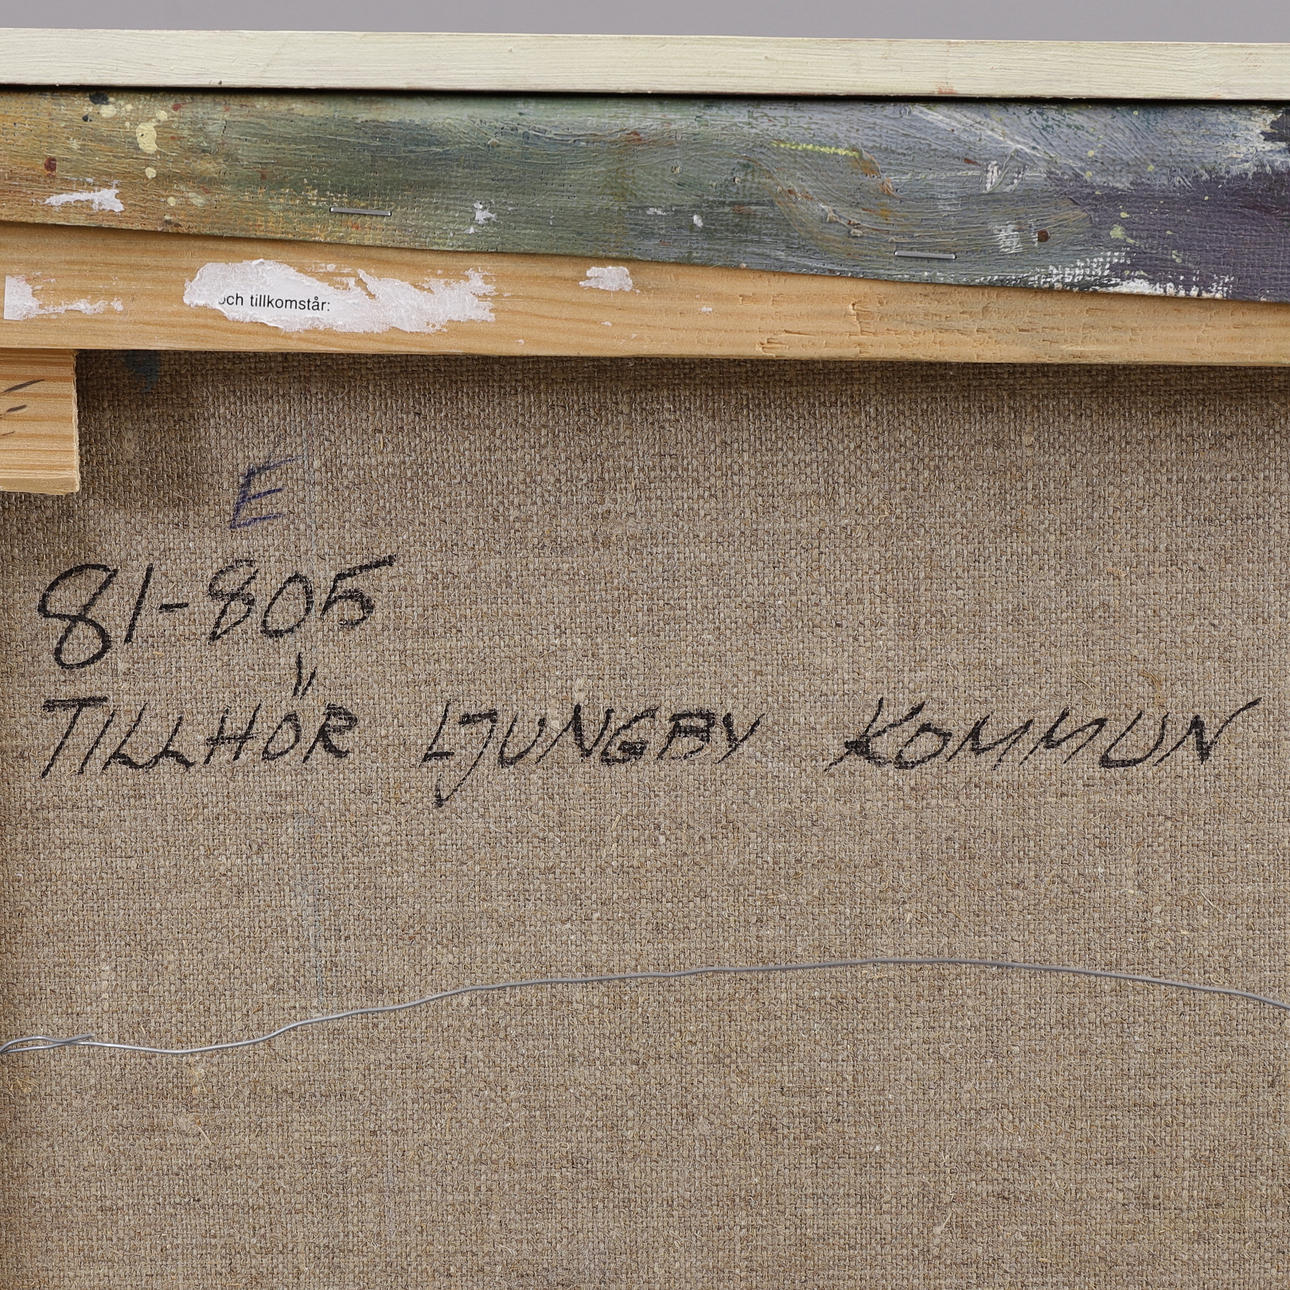 och tillkomstår:
E
81-805
TILLHÖR LJUNGBY KOMMUN